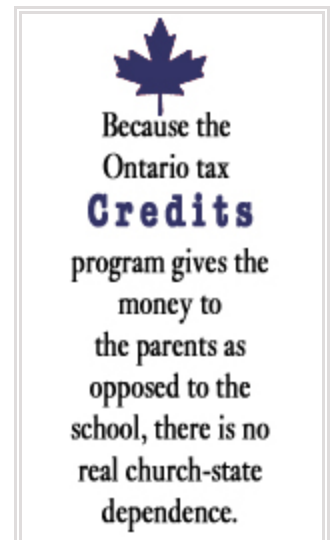 Because the
Ontario tax
Credits
program gives the
money to
the parents as
opposed to the
school, there is no
real church-state
dependence.